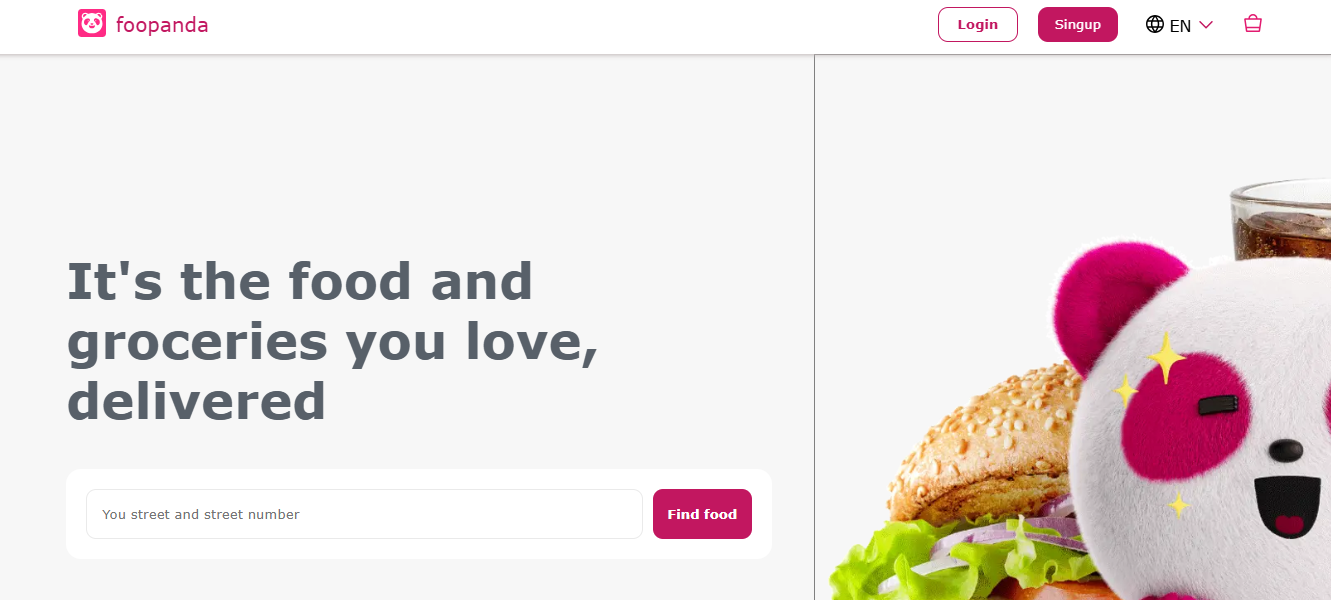 foopanda
Login
Singup
EN
It's the food and
groceries you love,
delivered
You street and street number
Find food